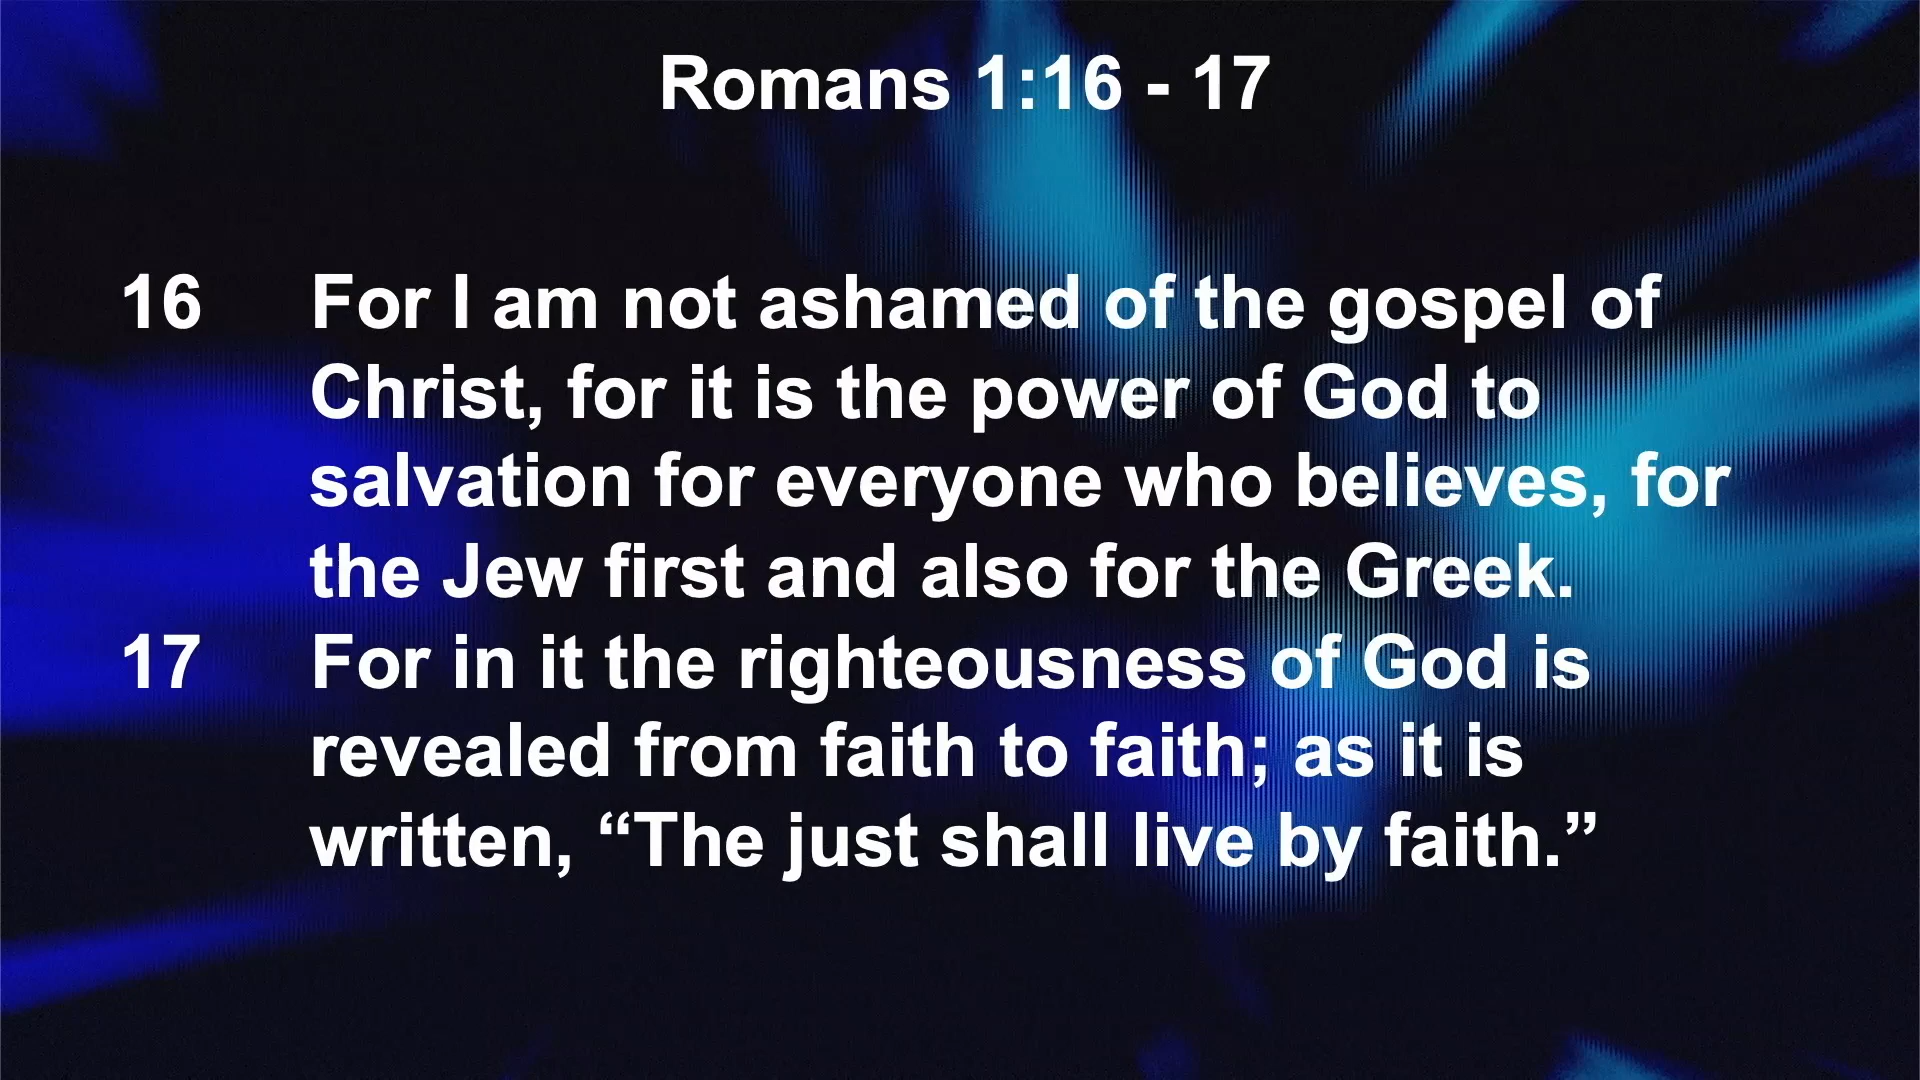 Romans 1:16 - 17
16 For I am not ashamed of the gospel of
Christ, for it is the power of God to
salvation for everyone who believes, for
the Jew first and also for the Greek.
17 For in it the righteousness of God is
revealed from faith to faith; as it is
written, “The just shall live by faith.”